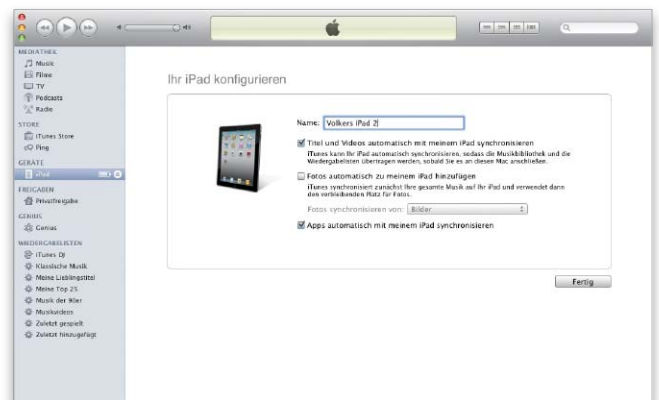 MEDIATHEK
Musik
Filme
TV
Podcasts
Radio
STORE
iTunes Store
Ping
GERÄTE
iPad
FREIGABEN
Privatfreigabe
GENIUS
Genius
WIEDERGABELISTEN
iTunes DJ
Klassische Musik
Meine Lieblingstitel
Meine Top 25
Musik der 90er
Musikvideos
Zuletzt gespielt
Zuletzt hinzugefügt
Ihr iPad konfigurieren
Name: Volkers iPad 2
Titel und Videos automatisch mit meinem iPad synchronisieren
iTunes kann Ihr iPad automatisch synchronisieren, sodass die Musikbibliothek und die
Wiedergabelisten übertragen werden, sobald Sie es an diesen Mac anschließen.
Fotos automatisch zu meinem iPad hinzufügen
iTunes synchronisiert zunächst Ihre gesamte Musik auf Ihr iPad und verwendet dann
den verbleibenden Platz für Fotos.
Fotos synchronisieren von: Bilder
Apps automatisch mit meinem iPad synchronisieren
Fertig